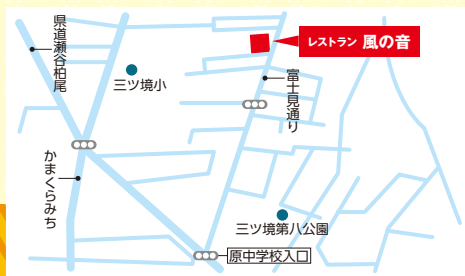 県道瀬谷柏尾
レストラン 風の音
三ツ境小
富士見通り
かまくらみち
三ツ境第八公園
原中学校入口